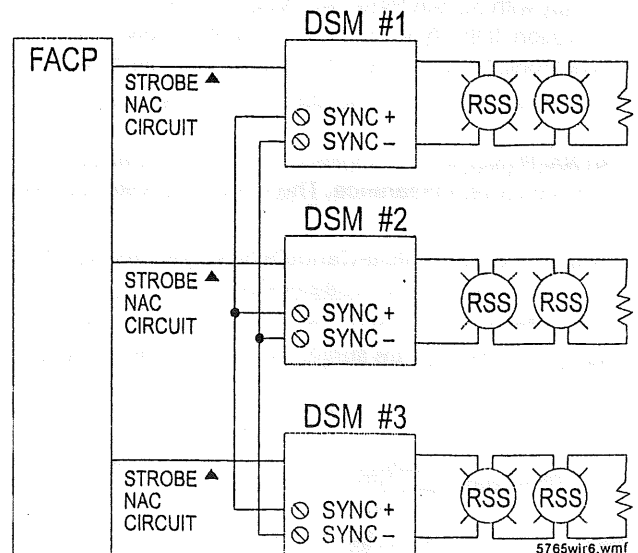 DSM #1
FACP
STROBE ▲
NAC
CIRCUIT
SYNC +
SYNC –
RSS
RSS
DSM #2
STROBE ▲
NAC
CIRCUIT
SYNC +
SYNC –
RSS
RSS
DSM #3
STROBE ▲
NAC
CIRCUIT
SYNC +
SYNC –
RSS
RSS
5765wir6.wmf